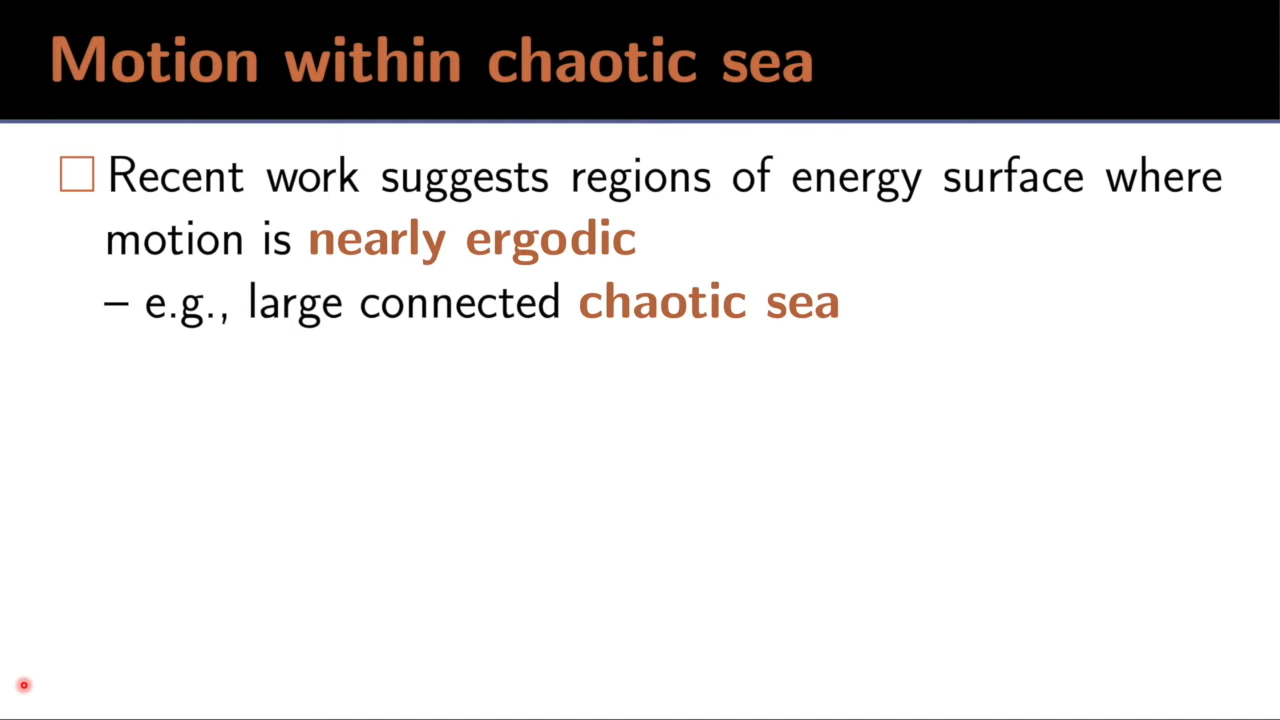 Motion within chaotic sea
Recent work suggests regions of energy surface where
motion is nearly ergodic
– e.g., large connected chaotic sea